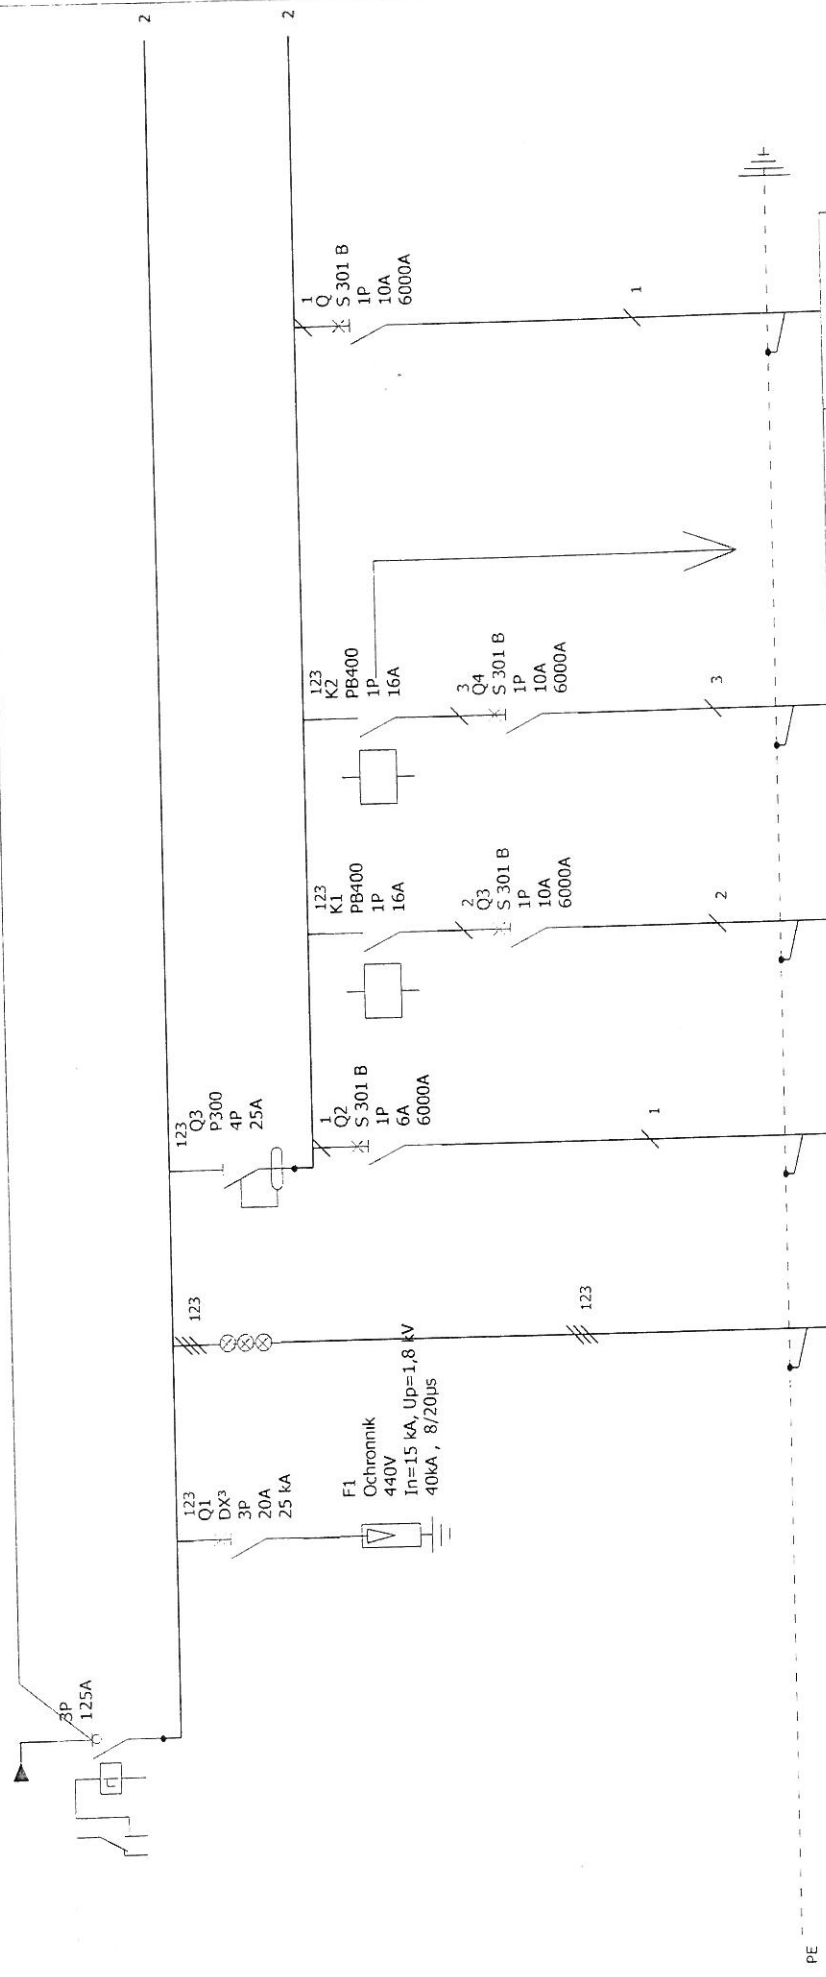 3P
125A
123
Q1
DX³
3P
20A
25 kA
F1
Ochronnik
440V
In=15 kA, Up=1,8 kV
40kA , 8/20µs
123
123
123
Q3
P300
4P
25A
1
Q2
S 301 B
1P
6A
6000A
1
123
K1
PB400
1P
16A
2
Q3
S 301 B
1P
10A
6000A
2
123
K2
PB400
1P
16A
3
Q4
S 301 B
1P
10A
6000A
3
1
Q
S 301 B
1P
10A
6000A
1
2
2
PE